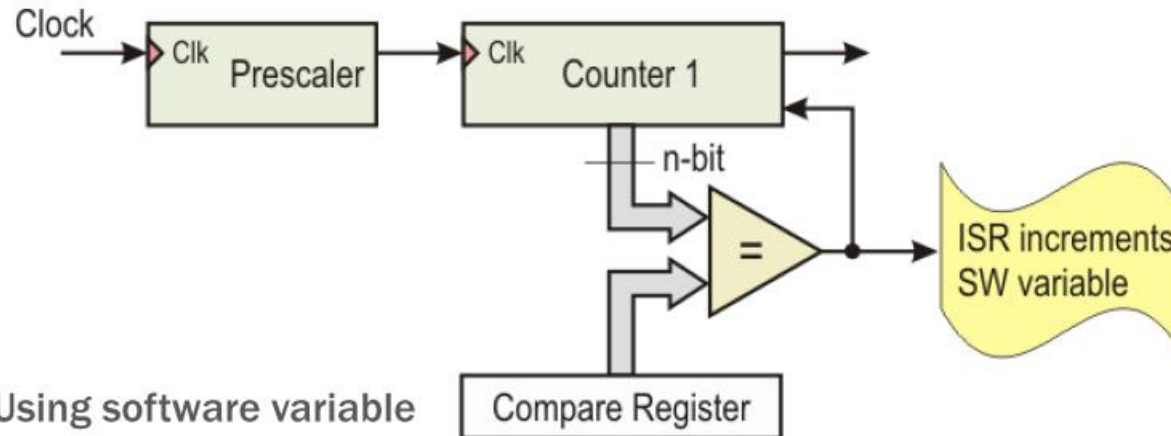 Clock
Clk
Prescaler
Clk
Counter 1
n-bit
=
ISR increments
SW variable
Using software variable
Compare Register